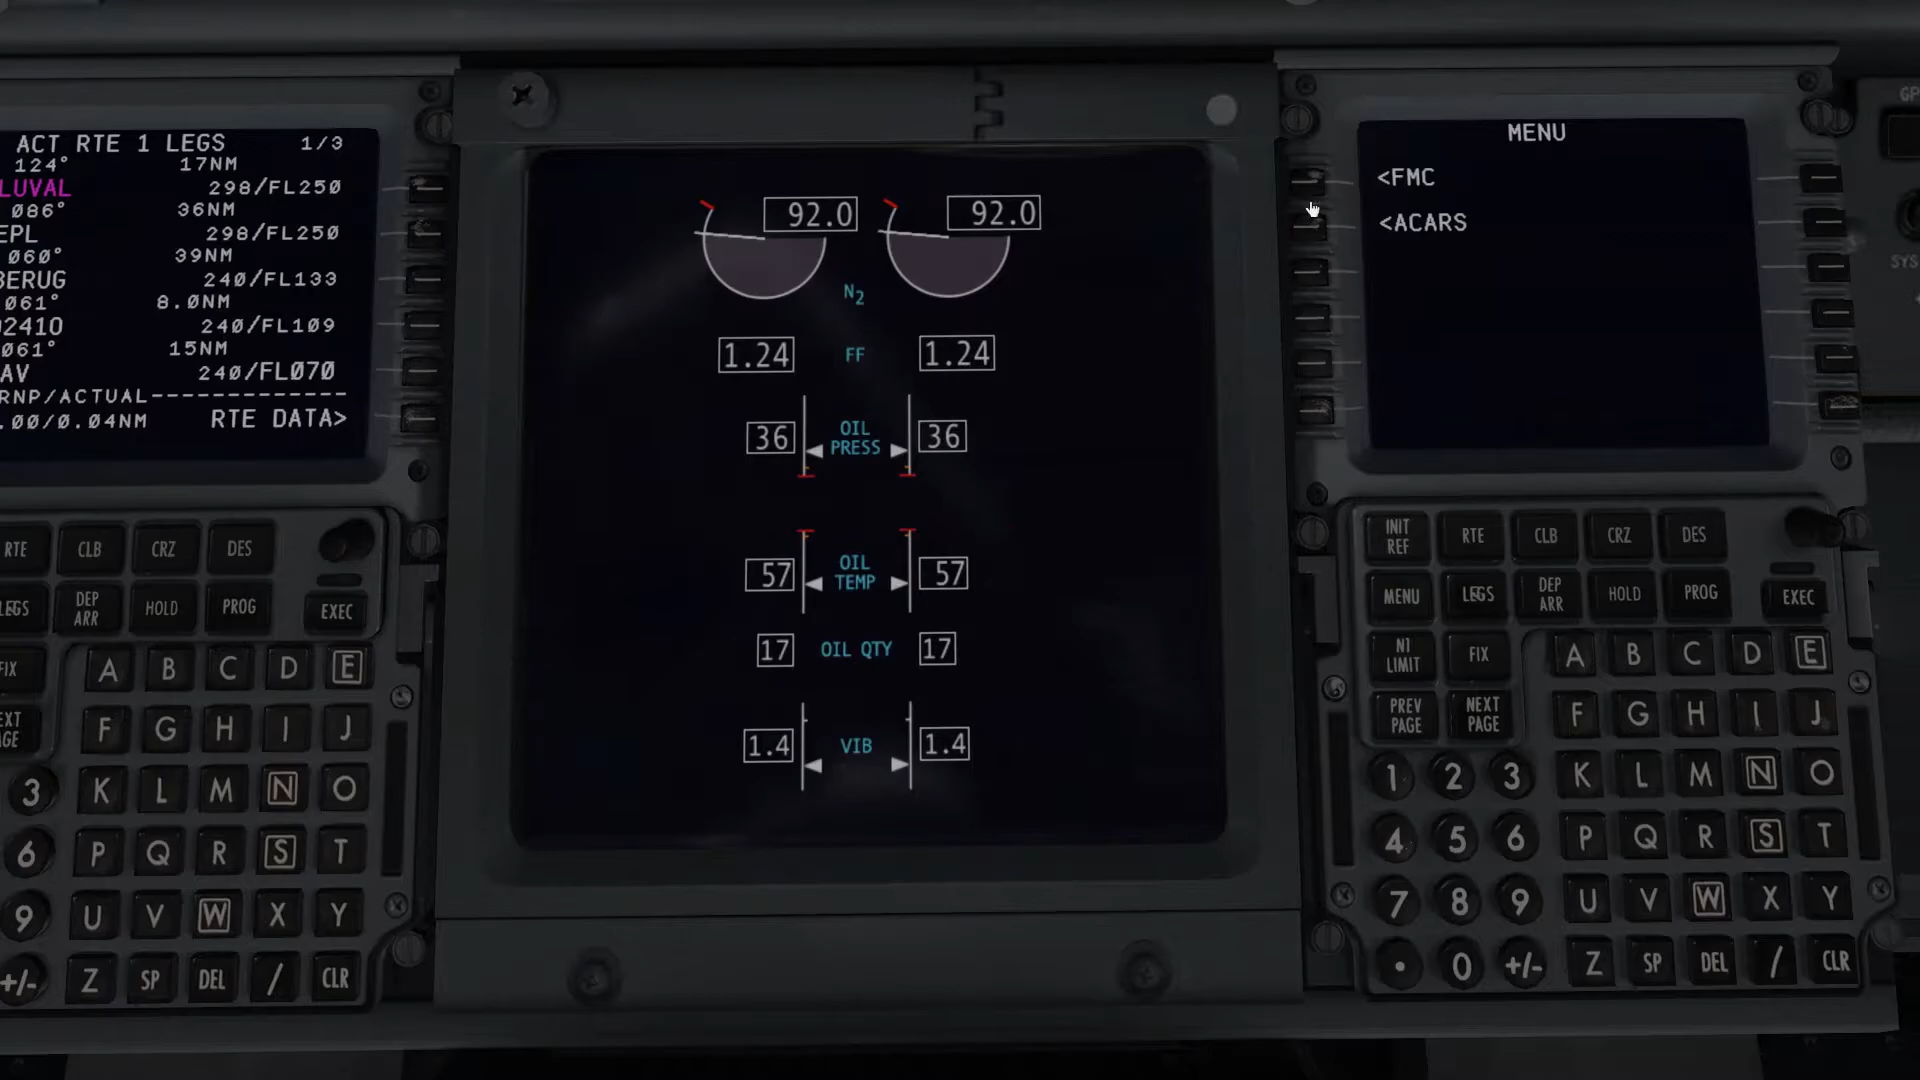 ACT RTE 1 LEGS 1/3
124° 17NM
LUVAL 298/FL250
086° 36NM
EPL 298/FL250
060° 39NM
BERUG 240/FL133
061° 8.0NM
02410 240/FL109
061° 15NM
AV 240/FL070
RNP/ACTUAL--------------
.00/0.04NM RTE DATA>
RTE CLB CRZ DES
LEGS DEP ARR HOLD PROG EXEC
FIX A B C D E
EXT AGE F G H I J
3 K L M N O
6 P Q R S T
9 U V W X Y
+/- Z SP DEL / CLR
92.0 92.0
N2
1.24 FF 1.24
36 OIL PRESS 36
57 OIL TEMP 57
17 OIL QTY 17
1.4 VIB 1.4
MENU
<FMC
<ACARS
INIT REF RTE CLB CRZ DES
MENU LEGS DEP ARR HOLD PROG EXEC
N1 LIMIT FIX A B C D E
PREV PAGE NEXT PAGE F G H I J
1 2 3 K L M N O
4 5 6 P Q R S T
7 8 9 U V W X Y
• 0 +/- Z SP DEL / CLR
GP
SYS